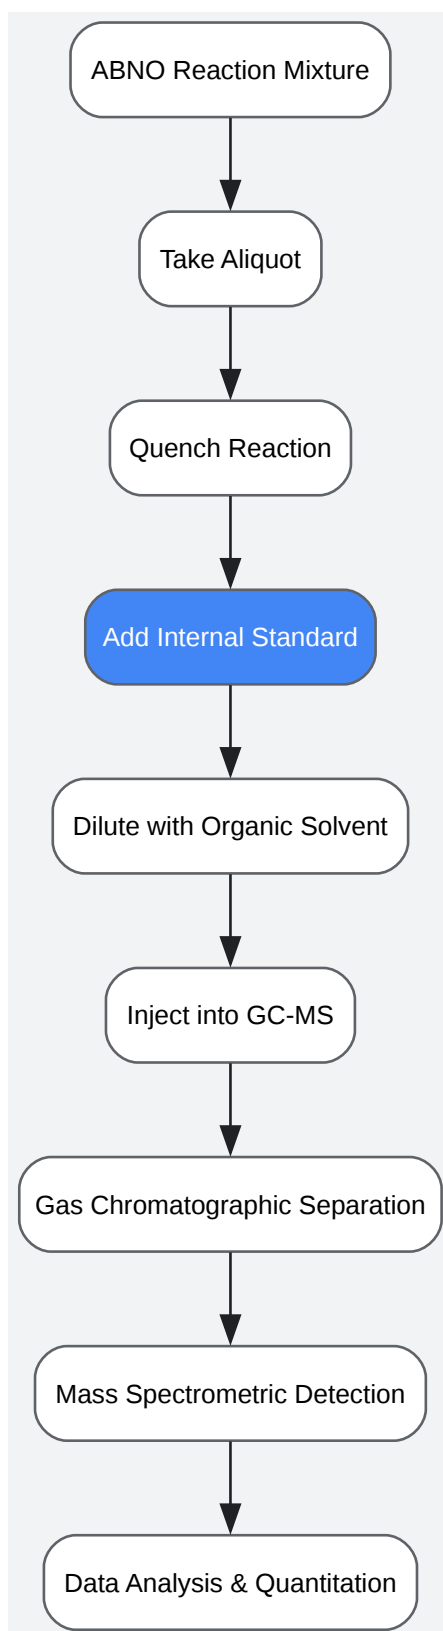 ABNO Reaction Mixture
Take Aliquot
Quench Reaction
Add Internal Standard
Dilute with Organic Solvent
Inject into GC-MS
Gas Chromatographic Separation
Mass Spectrometric Detection
Data Analysis & Quantitation